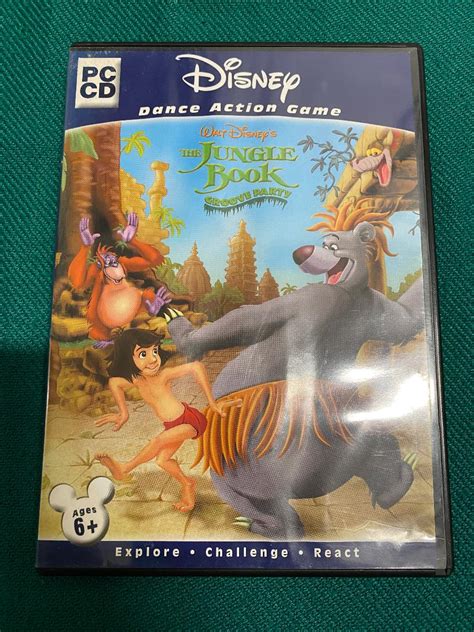 PC
CD
Disney
Dance Action Game
Walt Disney's
The
Jungle
Book
Groove Party
Ages
6+
Explore • Challenge • React